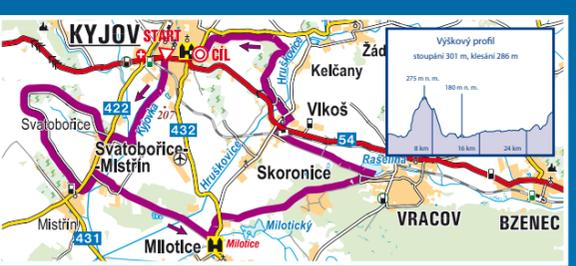 KYJOV
START
CÍL
Hruškovice
Kelčany
Žád
Výškový profil
stoupání 301 m, klesání 286 m
275 m n. m.
180 m n. m.
8 km
16 km
24 km
422
Kyjovka
207
432
Vlkoš
54
Svatobořice
Svatobořice-
Mistřín
Hruškovice
Skoronice
Rašelina
Mistřín
431
Milotice
Milotice
Milotický
VRACOV
BZENEC